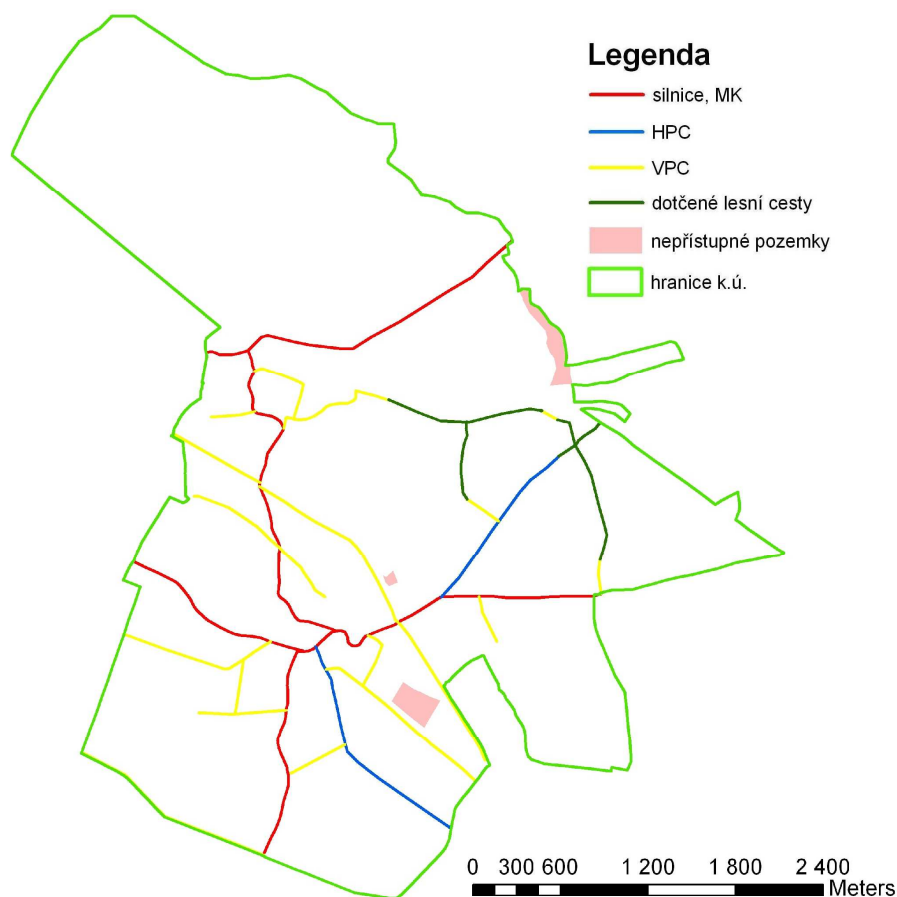 Legenda
silnice, MK
HPC
VPC
dotčené lesní cesty
nepřístupné pozemky
hranice k.ú.
0 300 600 1 200 1 800 2 400
Meters